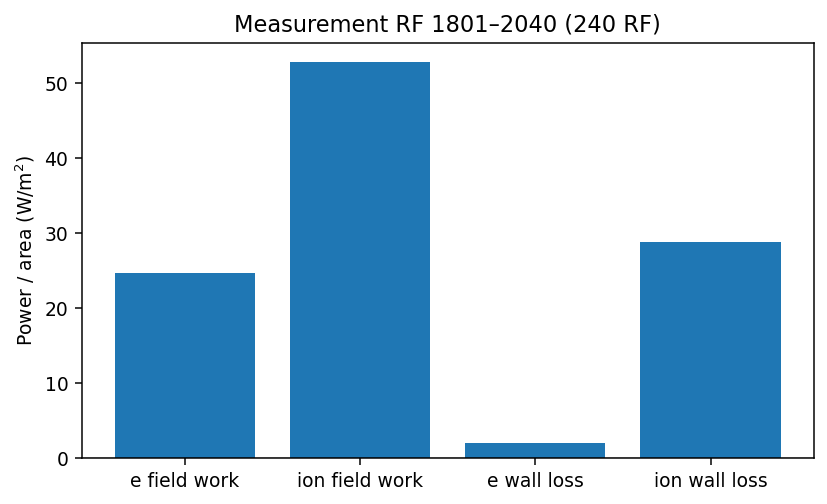 Measurement RF 1801–2040 (240 RF)
Power / area (W/m²)
50
40
30
20
10
0
e field work
ion field work
e wall loss
ion wall loss